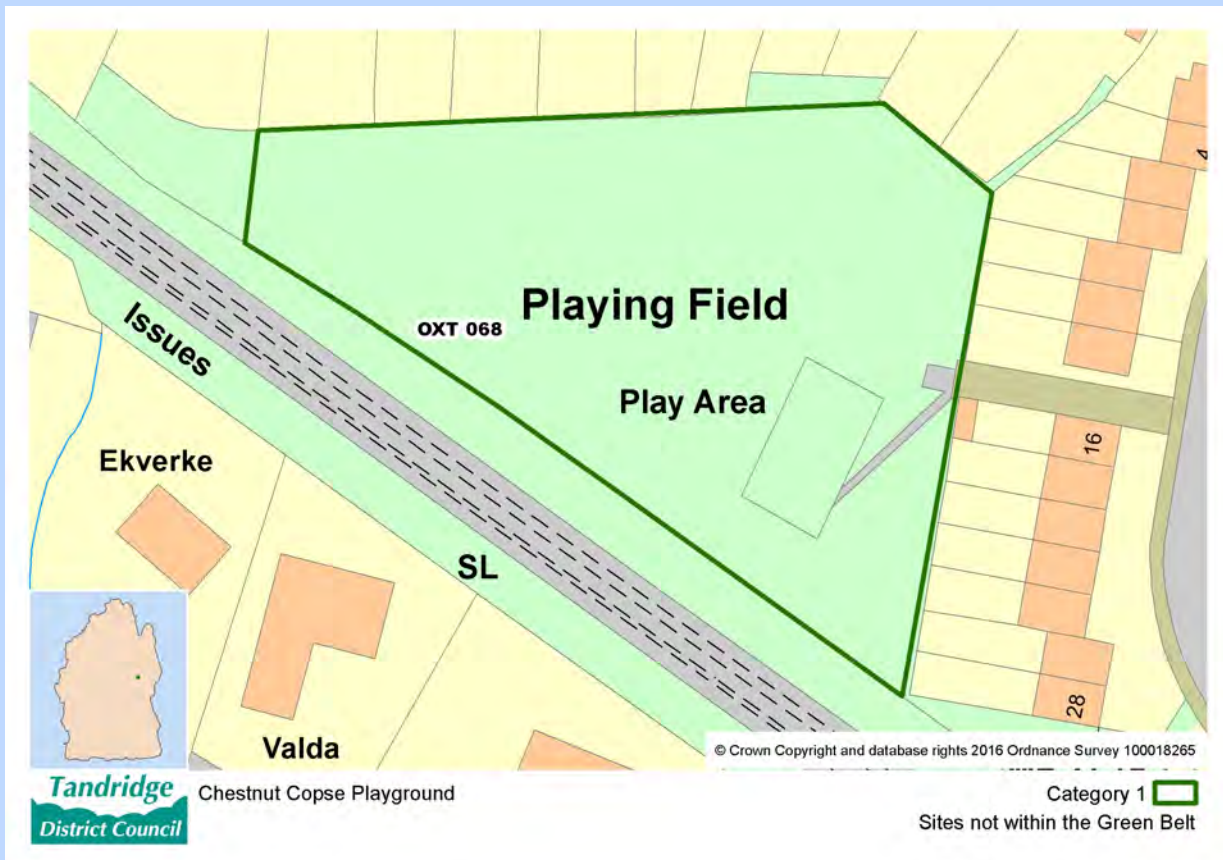 4
Playing Field
OXT 068
Issues
Play Area
16
Ekverke
SL
28
Valda
© Crown Copyright and database rights 2016 Ordnance Survey 100018265
Tandridge
District Council
Chestnut Copse Playground
Category 1
Sites not within the Green Belt